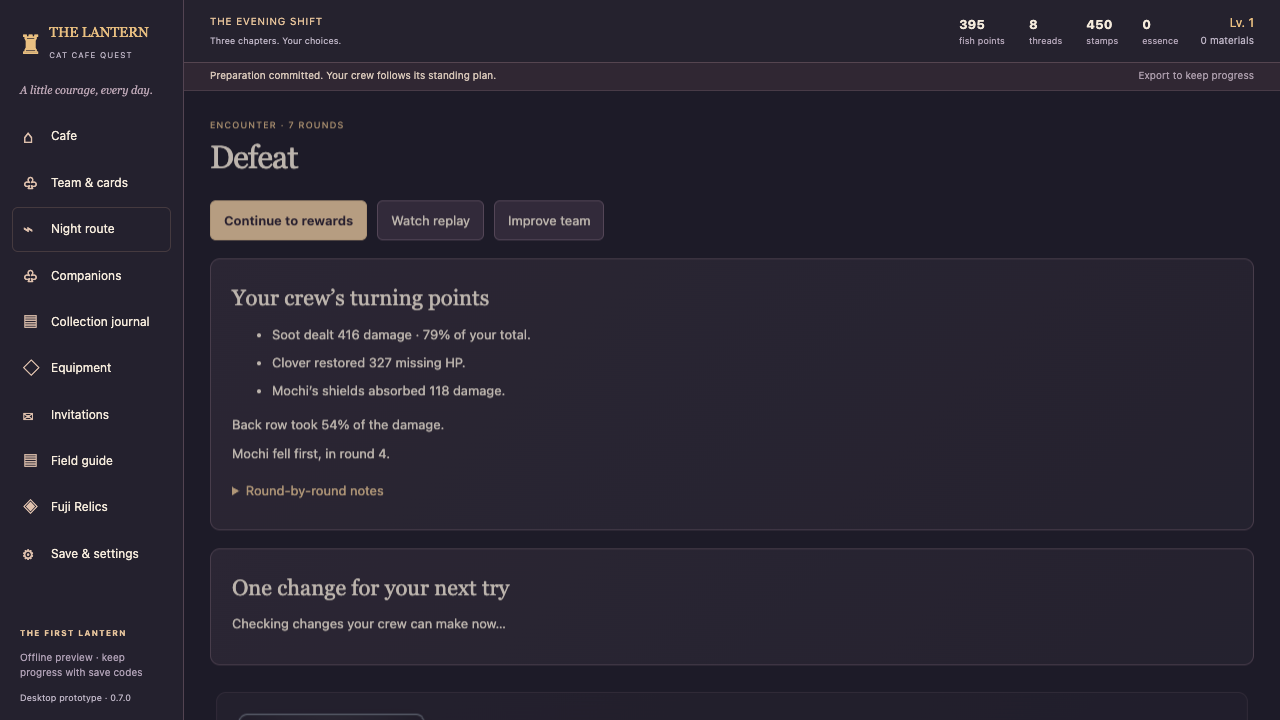 THE LANTERN
CAT CAFE QUEST
A little courage, every day.
Cafe
Team & cards
Night route
Companions
Collection journal
Equipment
Invitations
Field guide
Fuji Relics
Save & settings
THE FIRST LANTERN
Offline preview · keep
progress with save codes
Desktop prototype · 0.7.0
THE EVENING SHIFT
Three chapters. Your choices.
395
fish points
8
threads
450
stamps
0
essence
Lv. 1
0 materials
Preparation committed. Your crew follows its standing plan.
Export to keep progress
ENCOUNTER · 7 ROUNDS
Defeat
Continue to rewards
Watch replay
Improve team
Your crew’s turning points
• Soot dealt 416 damage · 79% of your total.
• Clover restored 327 missing HP.
• Mochi’s shields absorbed 118 damage.
Back row took 54% of the damage.
Mochi fell first, in round 4.
Round-by-round notes
One change for your next try
Checking changes your crew can make now…